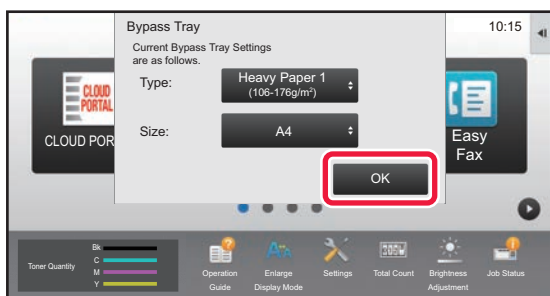 Bypass Tray
10:15
Current Bypass Tray Settings
are as follows.
Type:
Heavy Paper 1
(106-176g/m²)
Size:
A4
OK
CLOUD
PORTAL
CLOUD POR
Easy
Fax
Toner Quantity
Bk
C
M
Y
Operation
Guide
Enlarge
Display Mode
Settings
Total Count
Brightness
Adjustment
Job Status